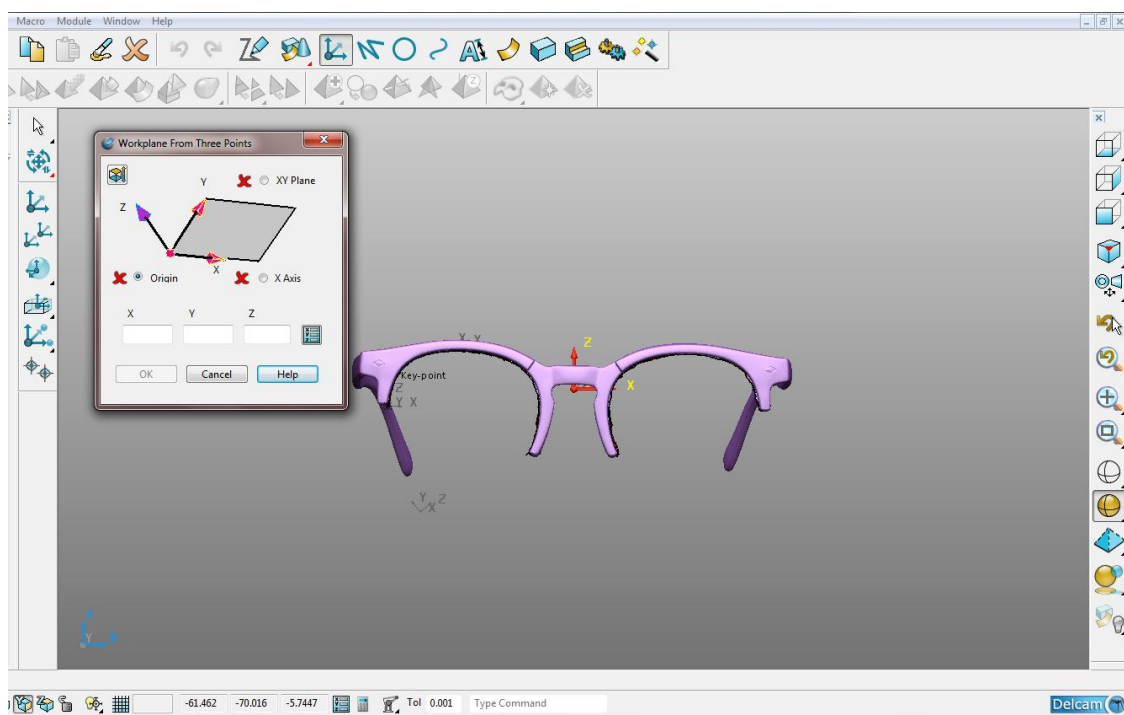 Macro Module Window Help
Workplane From Three Points
Y
XY Plane
Z
X
Origin
X Axis
X Y Z
OK Cancel Help
Z
X Y
Key-point
X
Z
Y X
Y Z
X
Y
-61.462 -70.016 -5.7447 Tol 0.001 Type Command
Delcam